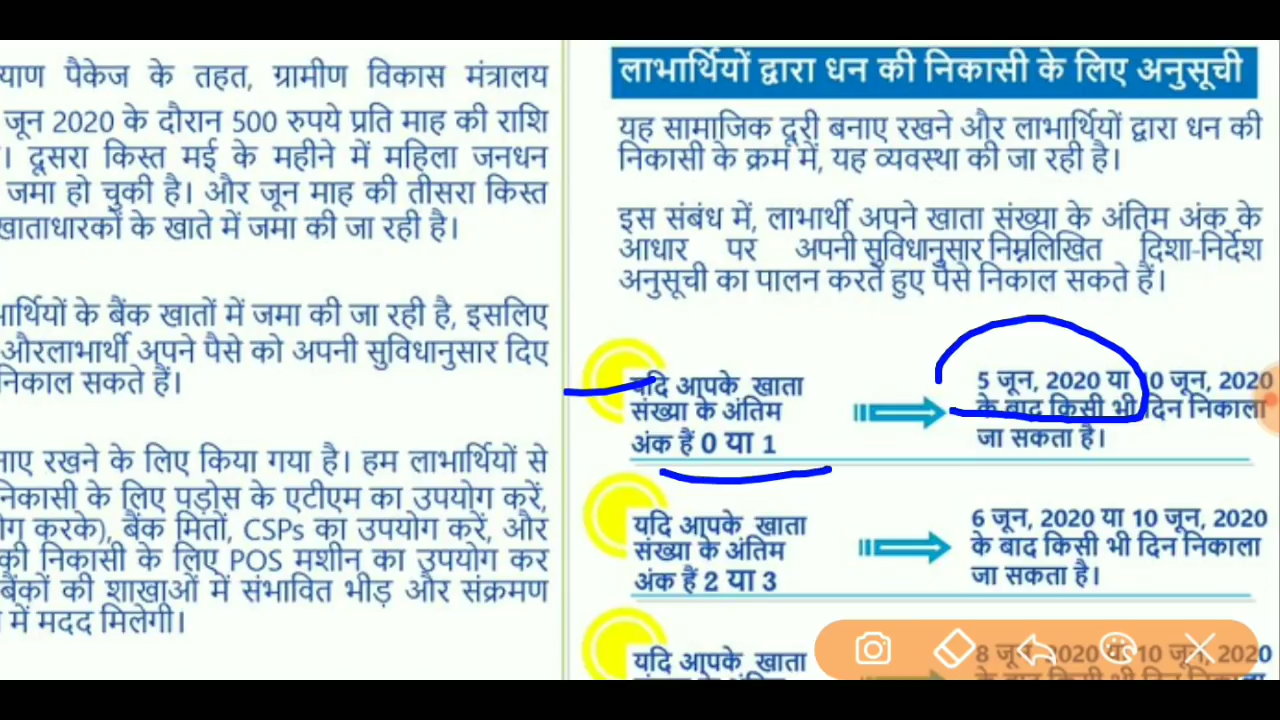 याण पैकेज के तहत, ग्रामीण विकास मंत्रालय
जून 2020 के दौरान 500 रुपये प्रति माह की राशि
। दूसरा किस्त मई के महीने में महिला जनधन
जमा हो चुकी है। और जून माह की तीसरा किस्त
खाताधारकों के खाते में जमा की जा रही है।
ार्थियों के बैंक खातों में जमा की जा रही है, इसलिए
औरलाभार्थी अपने पैसे को अपनी सुविधानुसार दिए
निकाल सकते हैं।
नाए रखने के लिए किया गया है। हम लाभार्थियों से
निकासी के लिए पड़ोस के एटीएम का उपयोग करें,
ोग करके), बैंक मितों, CSPs का उपयोग करें, और
की निकासी के लिए POS मशीन का उपयोग कर
बैंकों की शाखाओं में संभावित भीड़ और संक्रमण
में मदद मिलेगी।
लाभार्थियों द्वारा धन की निकासी के लिए अनुसूची
यह सामाजिक दूरी बनाए रखने और लाभार्थियों द्वारा धन की
निकासी के क्रम में, यह व्यवस्था की जा रही है।
इस संबंध में, लाभार्थी अपने खाता संख्या के अंतिम अंक के
आधार पर अपनी सुविधानुसार निम्नलिखित दिशा-निर्देश
अनुसूची का पालन करते हुए पैसे निकाल सकते हैं।
यदि आपके खाता
संख्या के अंतिम
अंक हैं 0 या 1
5 जून, 2020 या 10 जून, 2020
के बाद किसी भी दिन निकाला
जा सकता है।
यदि आपके खाता
संख्या के अंतिम
अंक हैं 2 या 3
6 जून, 2020 या 10 जून, 2020
के बाद किसी भी दिन निकाला
जा सकता है।
यदि आपके खाता
8 जून, 2020 या 10 जून, 2020